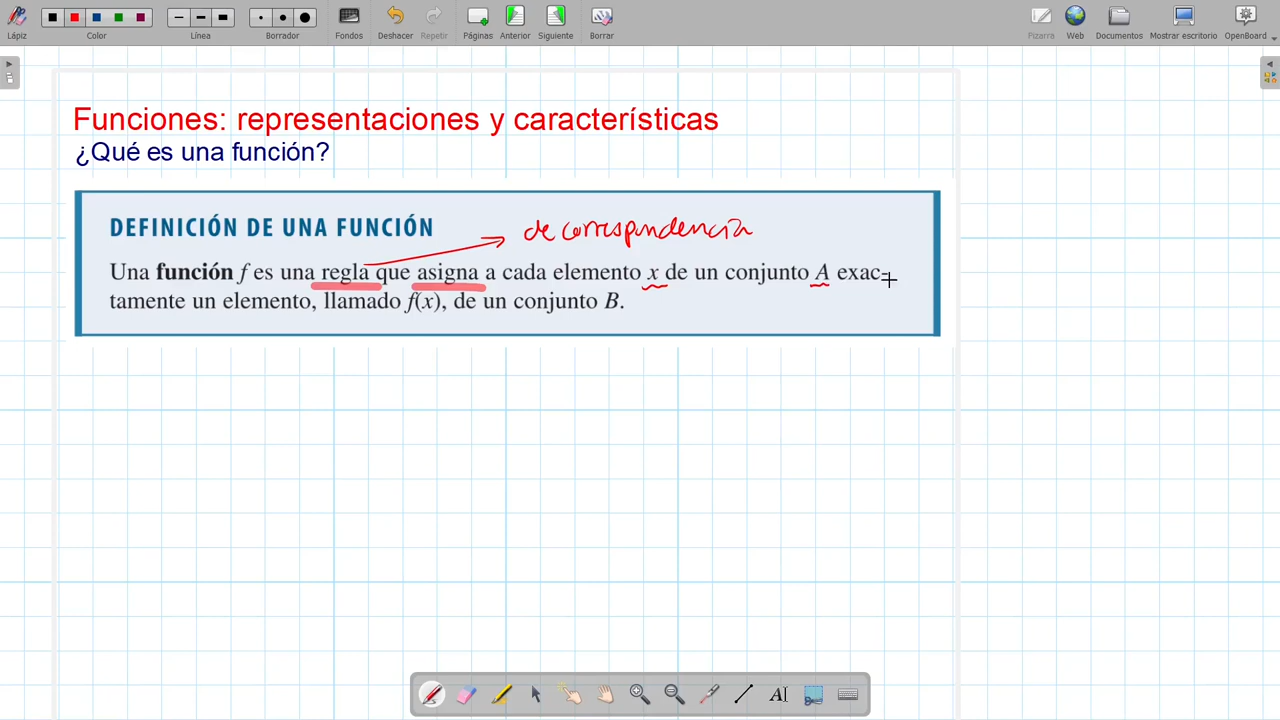 Lápiz Color Línea Borrador Fondos Deshacer Repetir Páginas Anterior Siguiente Borrar Pizarra Web Documentos Mostrar escritorio OpenBoard
Funciones: representaciones y características
¿Qué es una función?
DEFINICIÓN DE UNA FUNCIÓN
de correspondencia
Una función f es una regla que asigna a cada elemento x de un conjunto A exac-
tamente un elemento, llamado f(x), de un conjunto B.